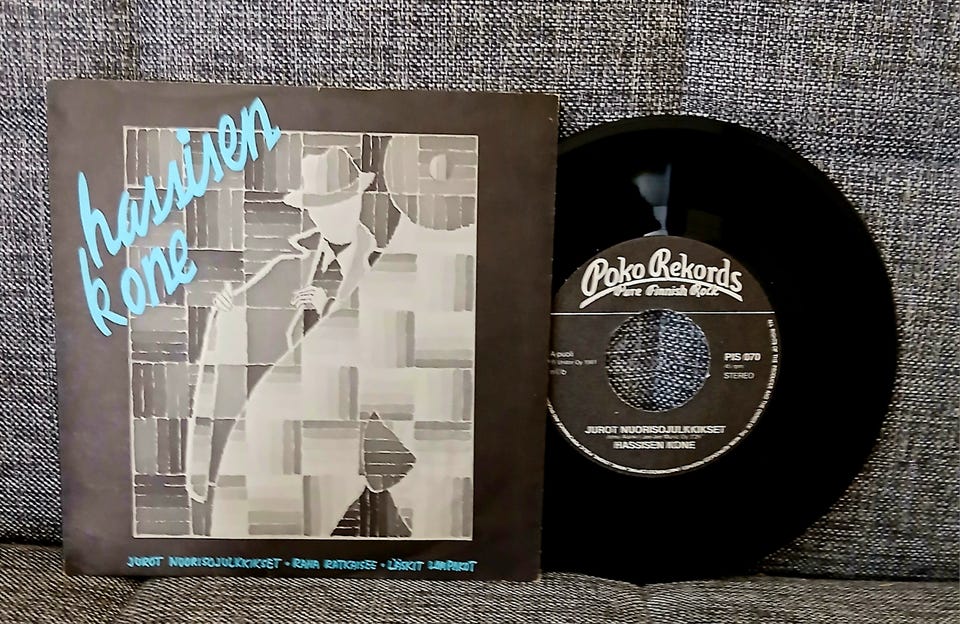 hassisen
kone
JUROT NUORISOJULKKIKSET • RAHA RATKAISEE • LÄSKIT LOMPAKOT
Poko Rekords
Pure Finnish Rock
A-puoli
PIS 070
45 rpm
STEREO
JUROT NUORISOJULKKIKSET
HASSISEN KONE